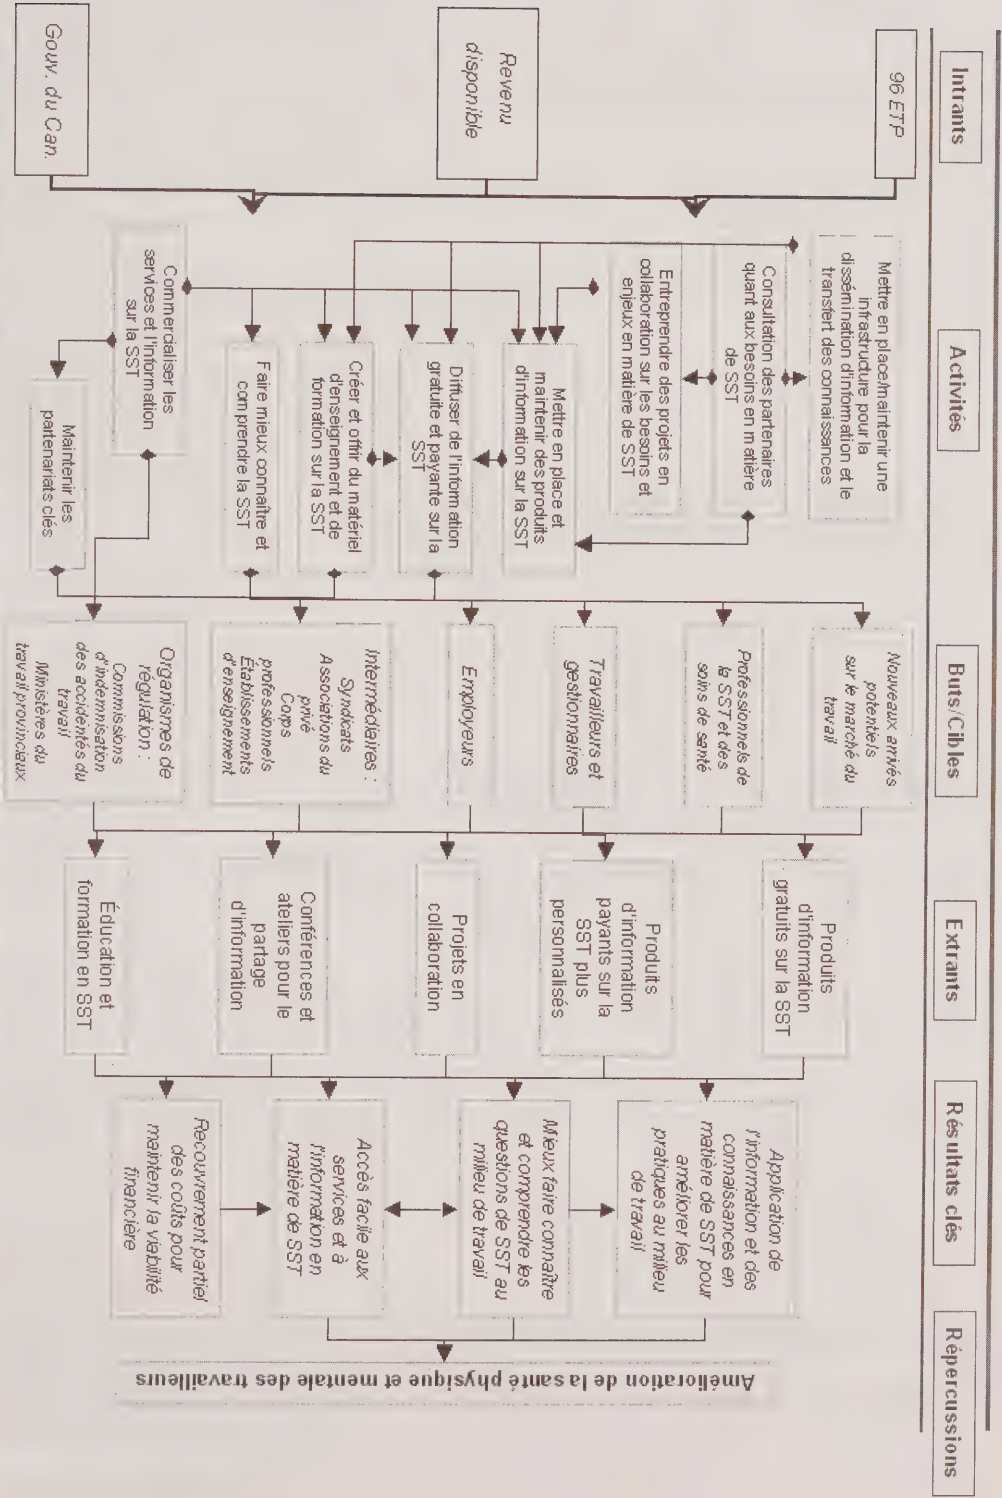 Intrants
Activités
Buts/Cibles
Extrants
Résultats clés
Répercussions
96 ETP
Revenu
disponible
Gouv. du Can.
Mettre en place/maintenir une
infrastructure pour la
dissémination d'information et le
transfert des connaissances
Consultation des partenaires
quant aux besoins en matière
de SST
Entreprendre des projets en
collaboration sur les besoins et
enjeux en matière de SST
Mettre en place et
maintenir des produits
d'information sur la SST
Diffuser de l'information
gratuite et payante sur la
SST
Créer et offrir du matériel
d'enseignement et de
formation sur la SST
Faire mieux connaître et
comprendre la SST
Commercialiser les
services et l'information
sur la SST
Maintenir les
partenariats clés
Nouveaux arrivés
potentiels
sur le marché du
travail
Professionnels de
la SST et des
soins de santé
Travailleurs et
gestionnaires
Employeurs
Intermédiaires :
Syndicats
Associations du
privé
Corps
professionnels
Établissements
d'enseignement
Organismes de
régulation :
Commissions
d'indemnisation
des accidentés du
travail
Ministères du
travail provinciaux
Produits
d'information
gratuits sur la SST
Produits
d'information
payants sur la
SST plus
personnalisés
Projets en
collaboration
Conférences et
ateliers pour le
partage
d'information
Éducation et
formation en SST
Application de
l'information et des
connaissances en
matière de SST pour
améliorer les
pratiques au milieu
de travail
Mieux faire connaître
et comprendre les
questions de SST au
milieu de travail
Accès facile aux
services et à
l'information en
matière de SST
Recouvrement partiel
des coûts pour
maintenir la viabilité
financière
Amélioration de la santé physique et mentale des travailleurs